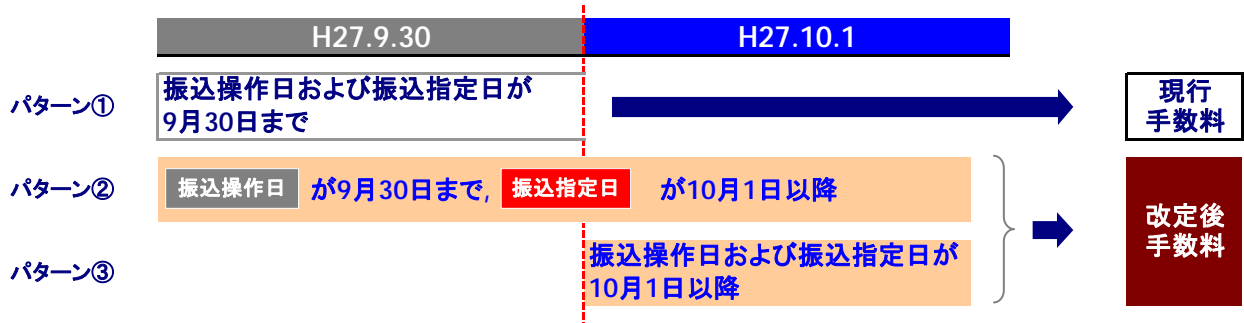 H27.9.30
H27.10.1
パターン①
振込操作日および振込指定日が
9月30日まで
現行
手数料
パターン②
振込操作日 が9月30日まで, 振込指定日 が10月1日以降
改定後
手数料
パターン③
振込操作日および振込指定日が
10月1日以降